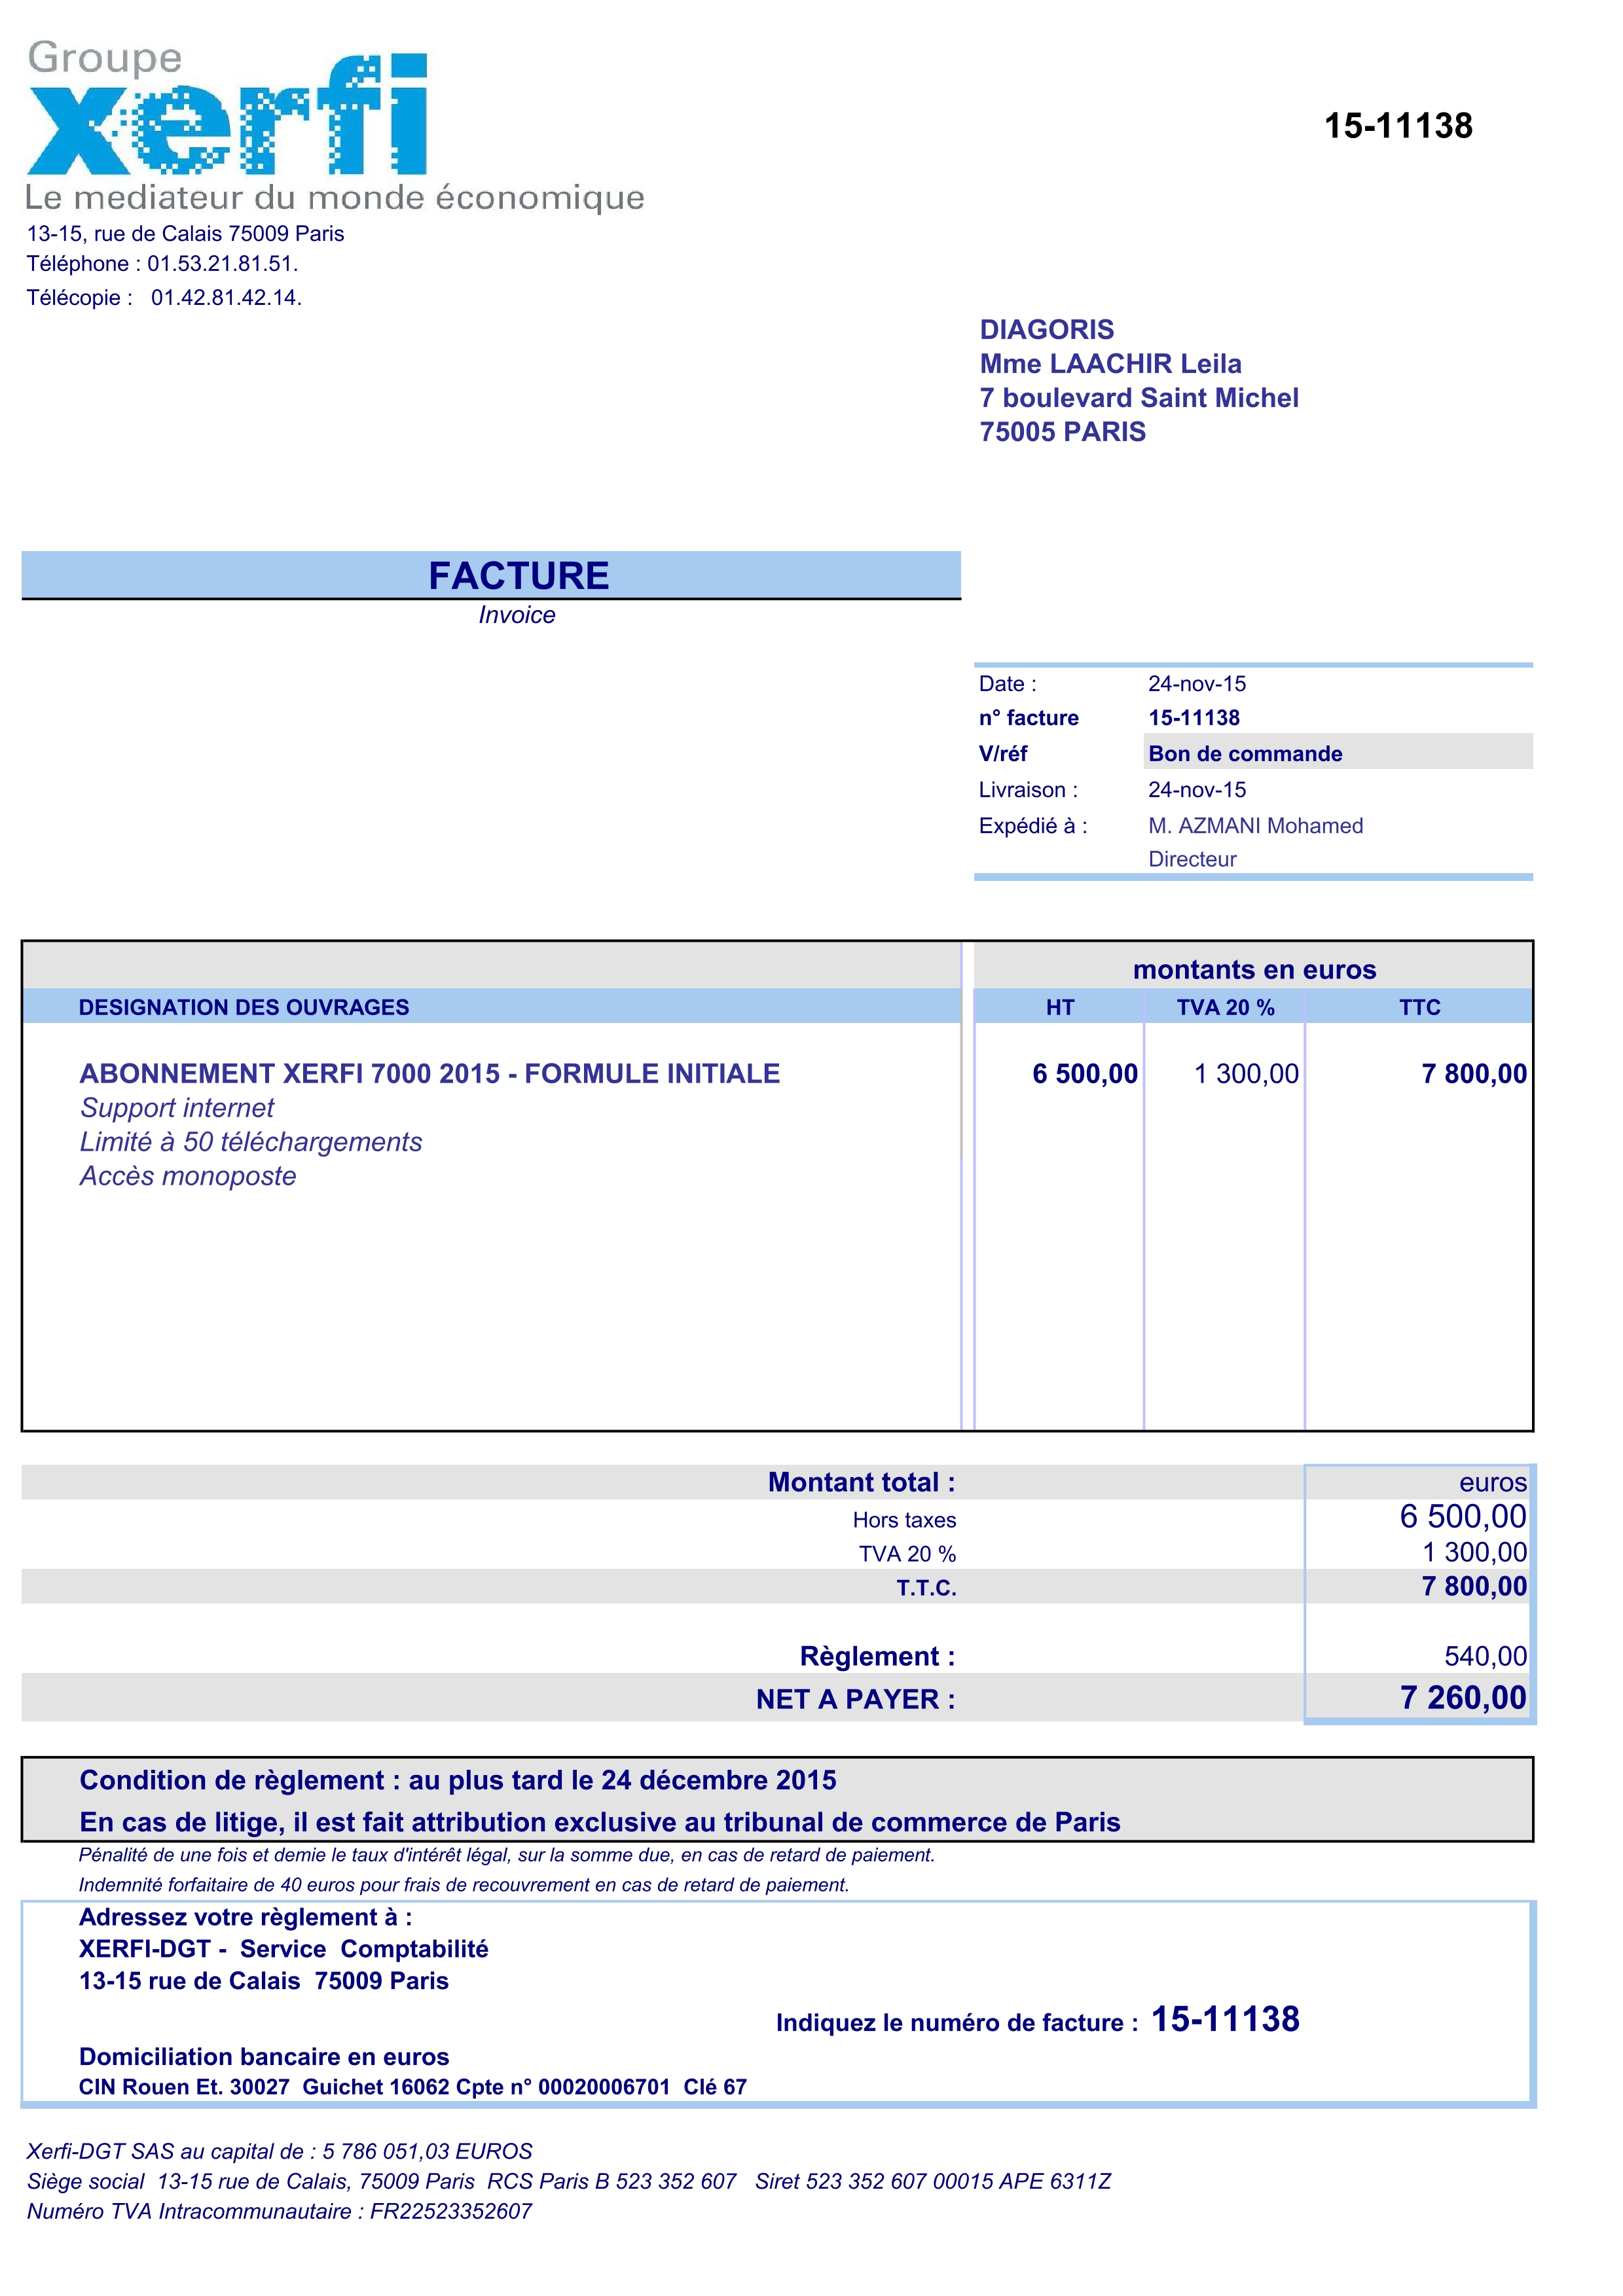 Groupe
xerfi
Le mediateur du monde économique
15-11138
13-15, rue de Calais 75009 Paris
Téléphone : 01.53.21.81.51.
Télécopie : 01.42.81.42.14.
DIAGORIS
Mme LAACHIR Leila
7 boulevard Saint Michel
75005 PARIS
FACTURE
Invoice
Date : 24-nov-15
n° facture 15-11138
V/réf Bon de commande
Livraison : 24-nov-15
Expédié à : M. AZMANI Mohamed
Directeur
montants en euros
DESIGNATION DES OUVRAGES HT TVA 20 % TTC
ABONNEMENT XERFI 7000 2015 - FORMULE INITIALE 6 500,00 1 300,00 7 800,00
Support internet
Limité à 50 téléchargements
Accès monoposte
Montant total : euros
Hors taxes 6 500,00
TVA 20 % 1 300,00
T.T.C. 7 800,00
Règlement : 540,00
NET A PAYER : 7 260,00
Condition de règlement : au plus tard le 24 décembre 2015
En cas de litige, il est fait attribution exclusive au tribunal de commerce de Paris
Pénalité de une fois et demie le taux d'intérêt légal, sur la somme due, en cas de retard de paiement.
Indemnité forfaitaire de 40 euros pour frais de recouvrement en cas de retard de paiement.
Adressez votre règlement à :
XERFI-DGT - Service Comptabilité
13-15 rue de Calais 75009 Paris
Indiquez le numéro de facture : 15-11138
Domiciliation bancaire en euros
CIN Rouen Et. 30027 Guichet 16062 Cpte n° 00020006701 Clé 67
Xerfi-DGT SAS au capital de : 5 786 051,03 EUROS
Siège social 13-15 rue de Calais, 75009 Paris RCS Paris B 523 352 607 Siret 523 352 607 00015 APE 6311Z
Numéro TVA Intracommunautaire : FR22523352607